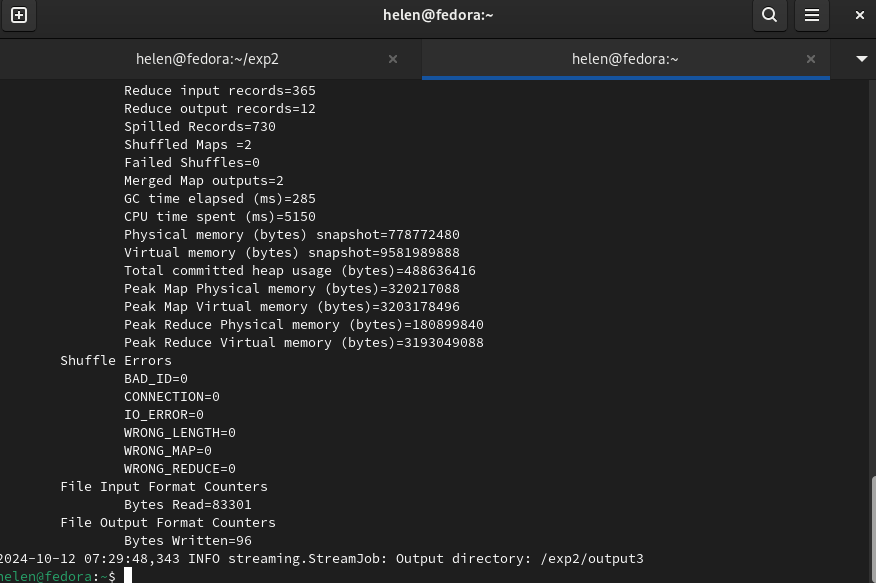 helen@fedora:~
helen@fedora:~/exp2
helen@fedora:~
Reduce input records=365
Reduce output records=12
Spilled Records=730
Shuffled Maps =2
Failed Shuffles=0
Merged Map outputs=2
GC time elapsed (ms)=285
CPU time spent (ms)=5150
Physical memory (bytes) snapshot=778772480
Virtual memory (bytes) snapshot=9581989888
Total committed heap usage (bytes)=488636416
Peak Map Physical memory (bytes)=320217088
Peak Map Virtual memory (bytes)=3203178496
Peak Reduce Physical memory (bytes)=180899840
Peak Reduce Virtual memory (bytes)=3193049088
Shuffle Errors
BAD_ID=0
CONNECTION=0
IO_ERROR=0
WRONG_LENGTH=0
WRONG_MAP=0
WRONG_REDUCE=0
File Input Format Counters
Bytes Read=83301
File Output Format Counters
Bytes Written=96
2024-10-12 07:29:48,343 INFO streaming.StreamJob: Output directory: /exp2/output3
helen@fedora:~$